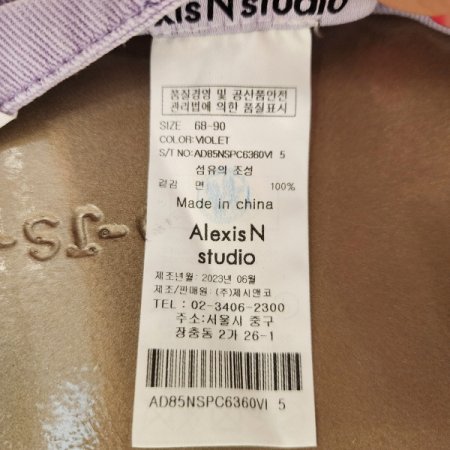 xis N studio
품질경영 및 공산품안전
관리법에 의한 품질표시
SIZE 68-90
COLOR:VIOLET
S/T NO:AD85NSPC6360VI 5
섬유의 조성
겉감 면 100%
Made in china
AlexisN
studio
제조년월: 2023년 06월
제조/판매원 : (주)제시앤코
TEL : 02-3406-2300
주소:서울시 중구
장충동 2가 26-1
AD85NSPC6360VI 5